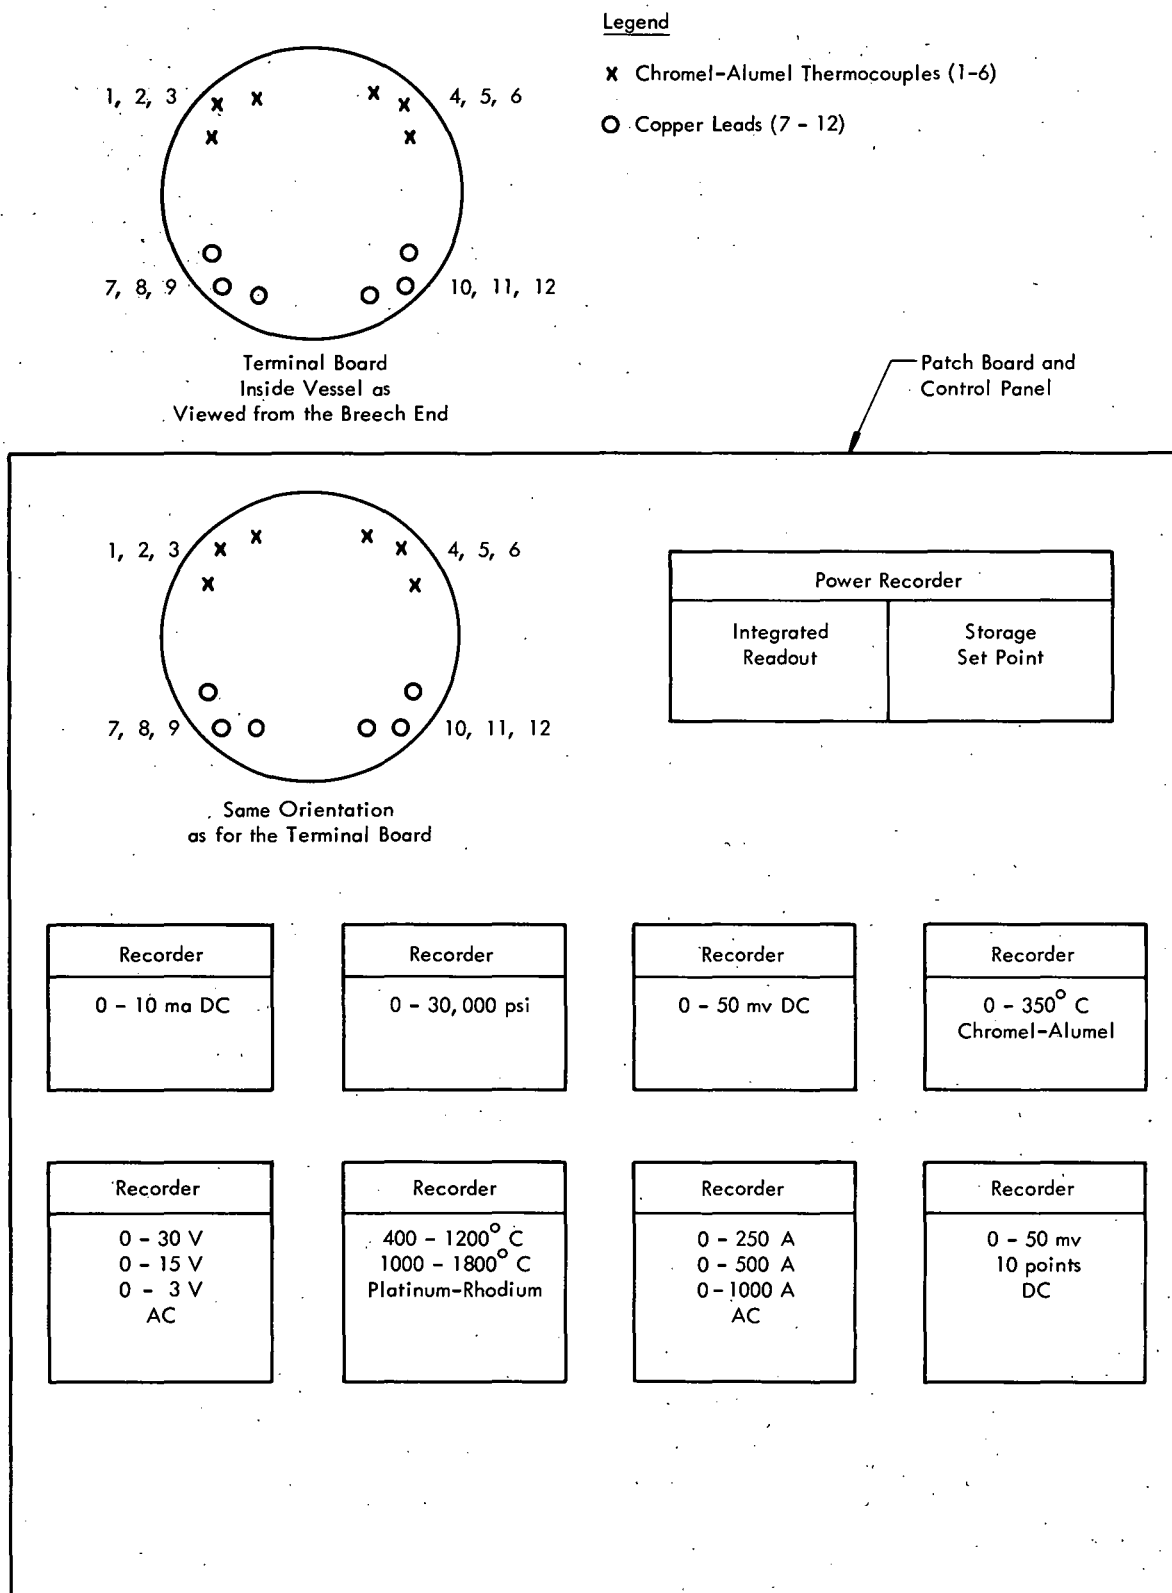 Legend
X Chromel-Alumel Thermocouples (1-6)
O Copper Leads (7 - 12)
1, 2, 3
4, 5, 6
7, 8, 9
10, 11, 12
Terminal Board
Inside Vessel as
Viewed from the Breech End
Patch Board and
Control Panel
1, 2, 3
4, 5, 6
7, 8, 9
10, 11, 12
Same Orientation
as for the Terminal Board
Power Recorder
Integrated
Readout
Storage
Set Point
Recorder
0 - 10 ma DC
Recorder
0 - 30,000 psi
Recorder
0 - 50 mv DC
Recorder
0 - 350° C
Chromel-Alumel
Recorder
0 - 30 V
0 - 15 V
0 - 3 V
AC
Recorder
400 - 1200° C
1000 - 1800° C
Platinum-Rhodium
Recorder
0 - 250 A
0 - 500 A
0 - 1000 A
AC
Recorder
0 - 50 mv
10 points
DC